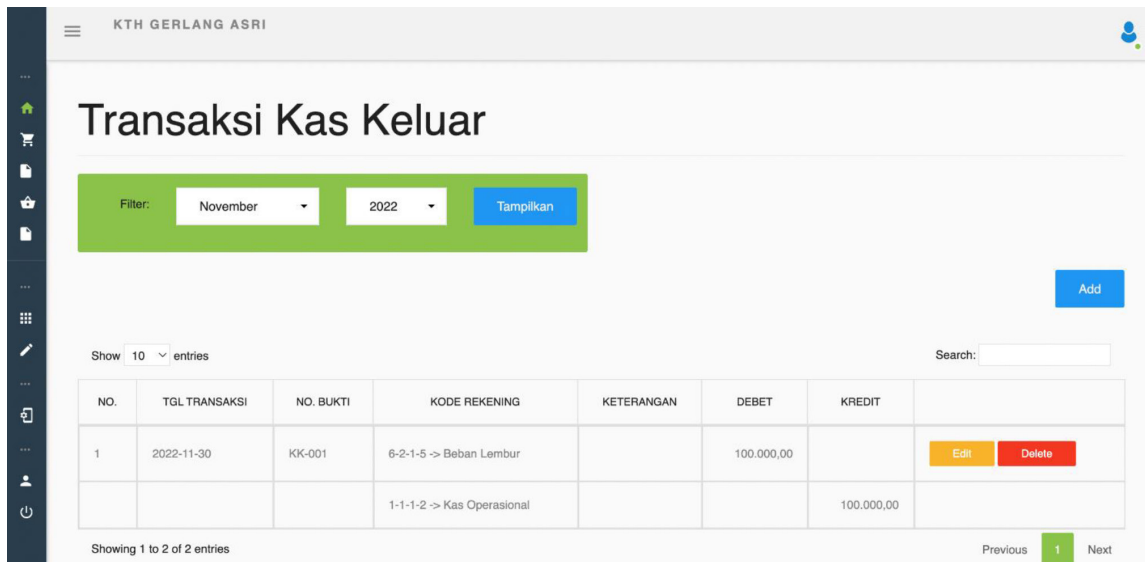 KTH GERLANG ASRI
Transaksi Kas Keluar
Filter: November 2022 Tampilkan
Add
Show 10 entries Search:
NO. TGL TRANSAKSI NO. BUKTI KODE REKENING KETERANGAN DEBET KREDIT
1 2022-11-30 KK-001 6-2-1-5 -> Beban Lembur 100.000,00 Edit Delete
1-1-1-2 -> Kas Operasional 100.000,00
Showing 1 to 2 of 2 entries Previous 1 Next